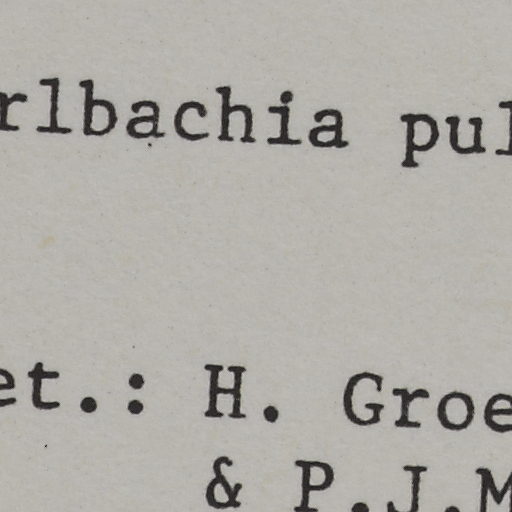 rlbachia pul
et.: H. Groe
& P.J.M